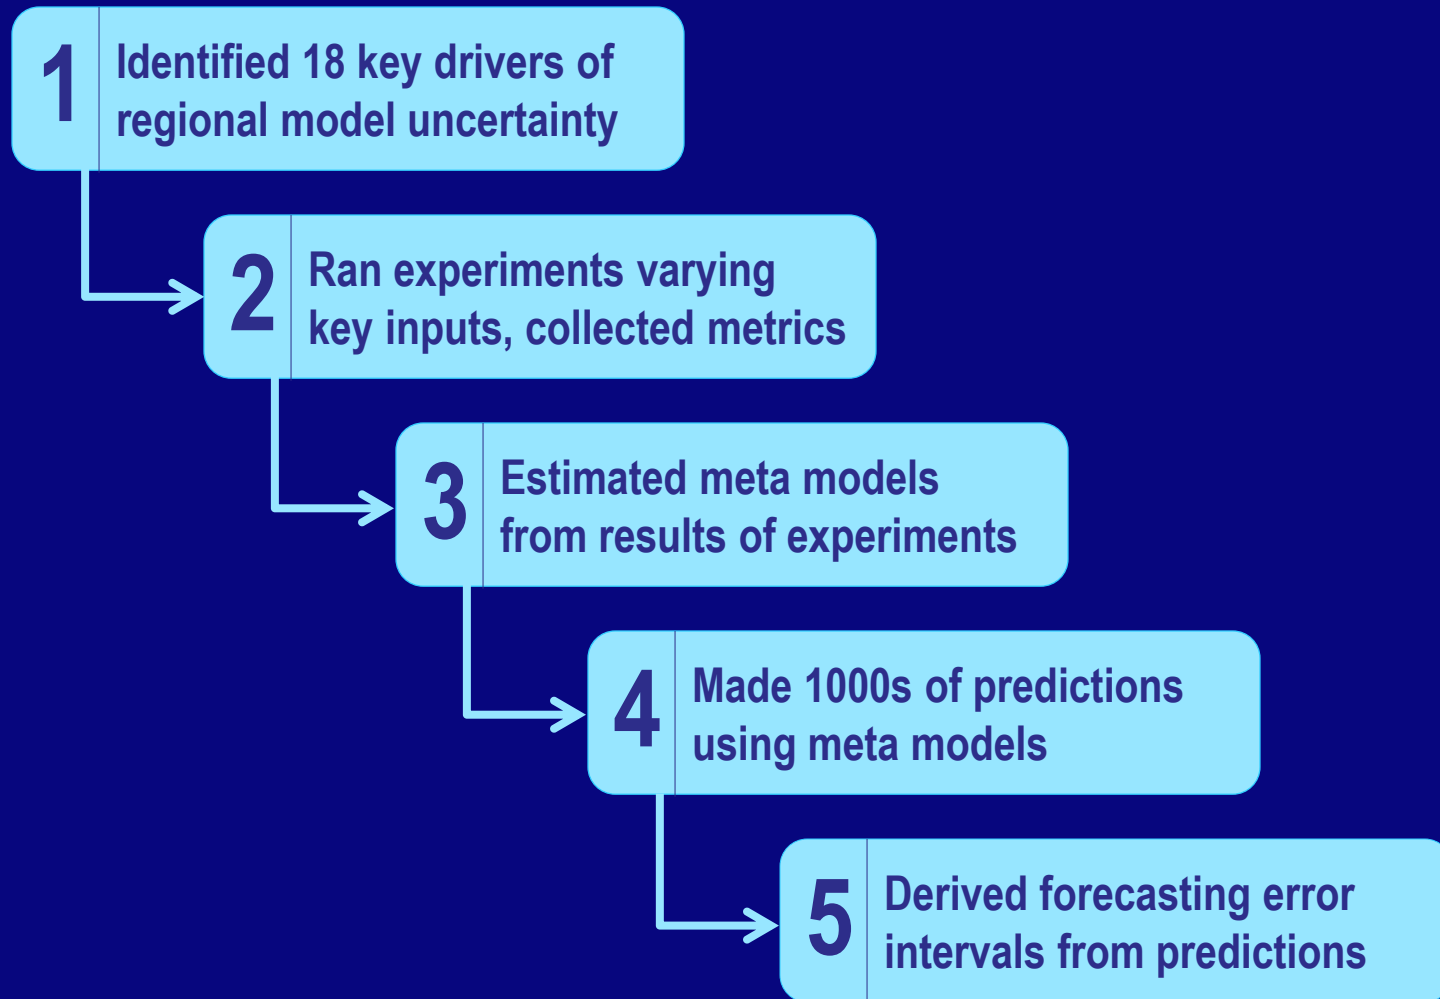 1
Identified 18 key drivers of
regional model uncertainty
2
Ran experiments varying
key inputs, collected metrics
3
Estimated meta models
from results of experiments
4
Made 1000s of predictions
using meta models
5
Derived forecasting error
intervals from predictions